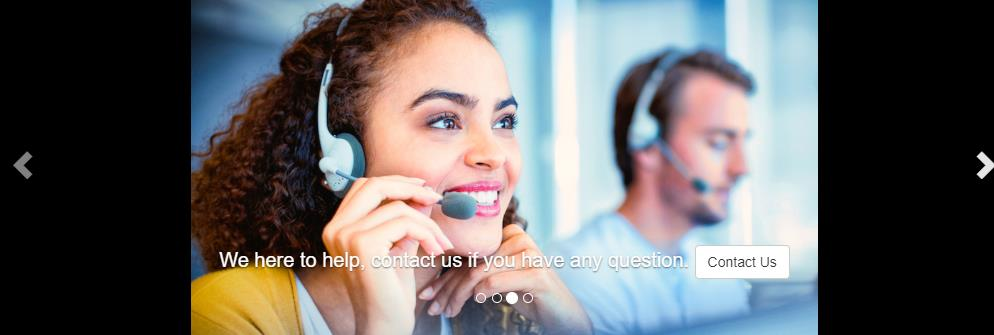 We here to help, contact us if you have any question. Contact Us